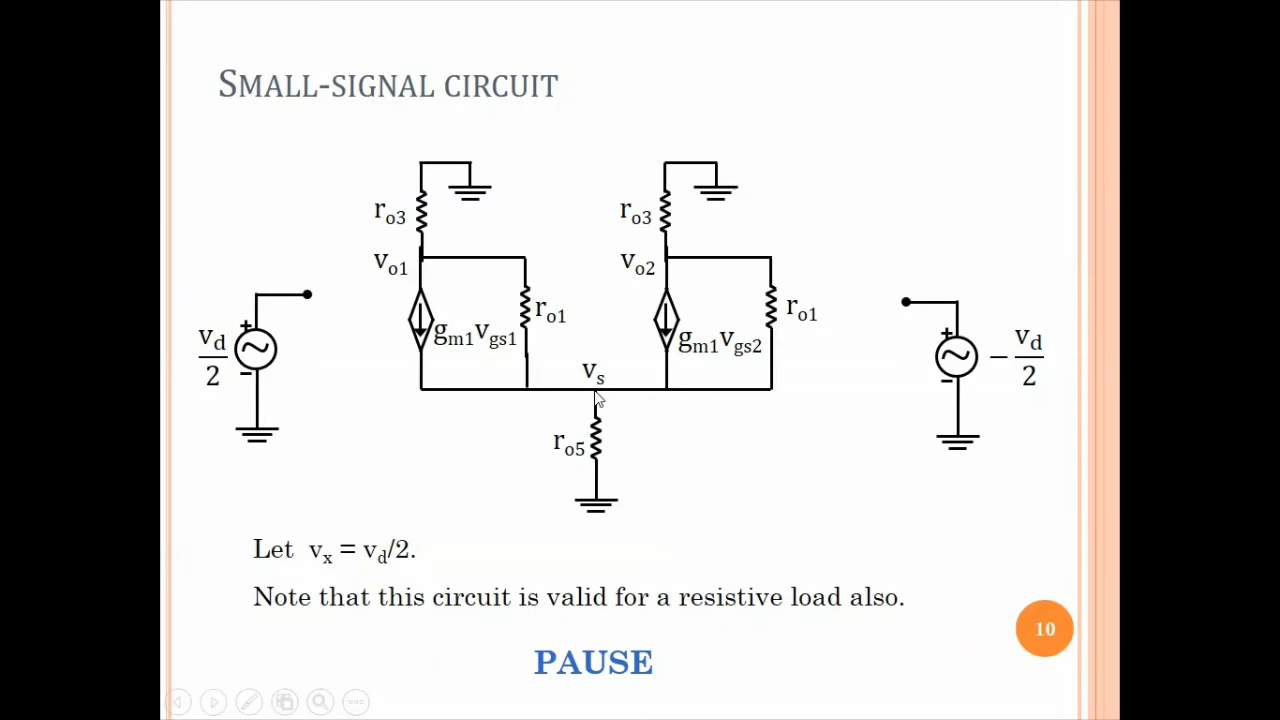 SMALL-SIGNAL CIRCUIT
ro3
ro3
vo1
vo2
ro1
ro1
gm1vgs1
gm1vgs2
+
vd
2
-
+
− vd
2
-
vs
ro5
Let vx = vd/2.
Note that this circuit is valid for a resistive load also.
10
PAUSE